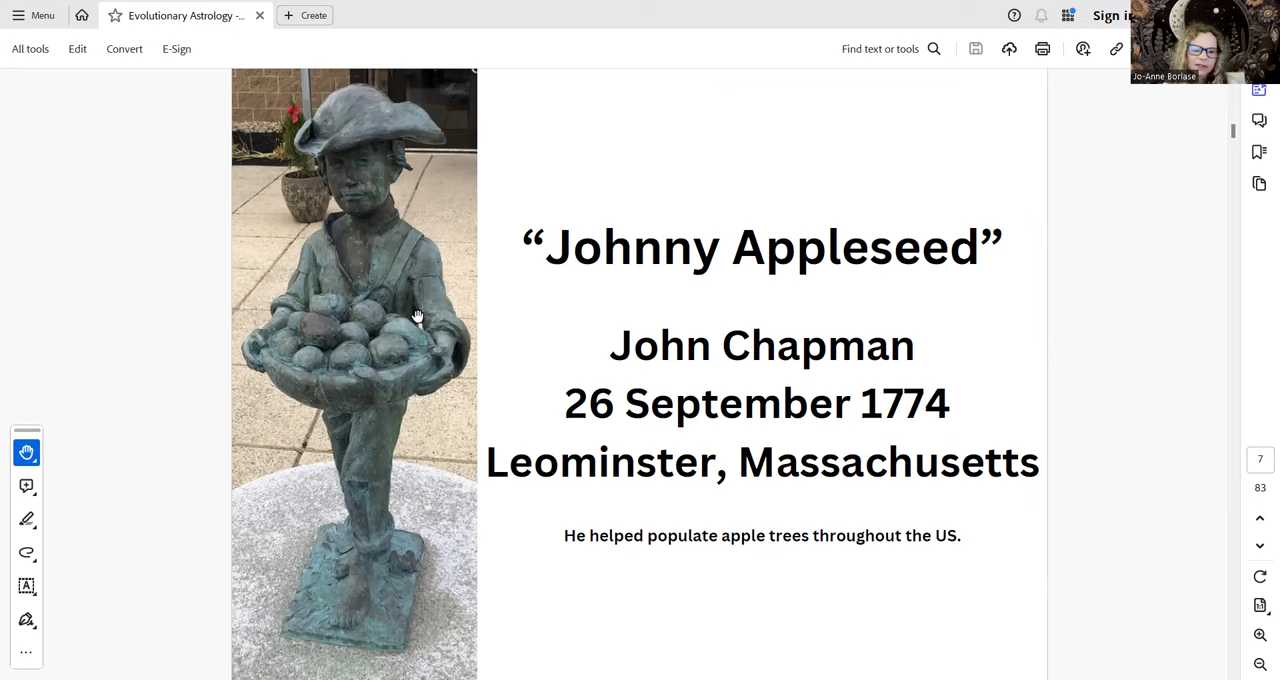 Menu
Evolutionary Astrology -...
Create
Sign in
All tools
Edit
Convert
E-Sign
Find text or tools
Jo-Anne Borlase
“Johnny Appleseed”
John Chapman
26 September 1774
Leominster, Massachusetts
He helped populate apple trees throughout the US.
7
83